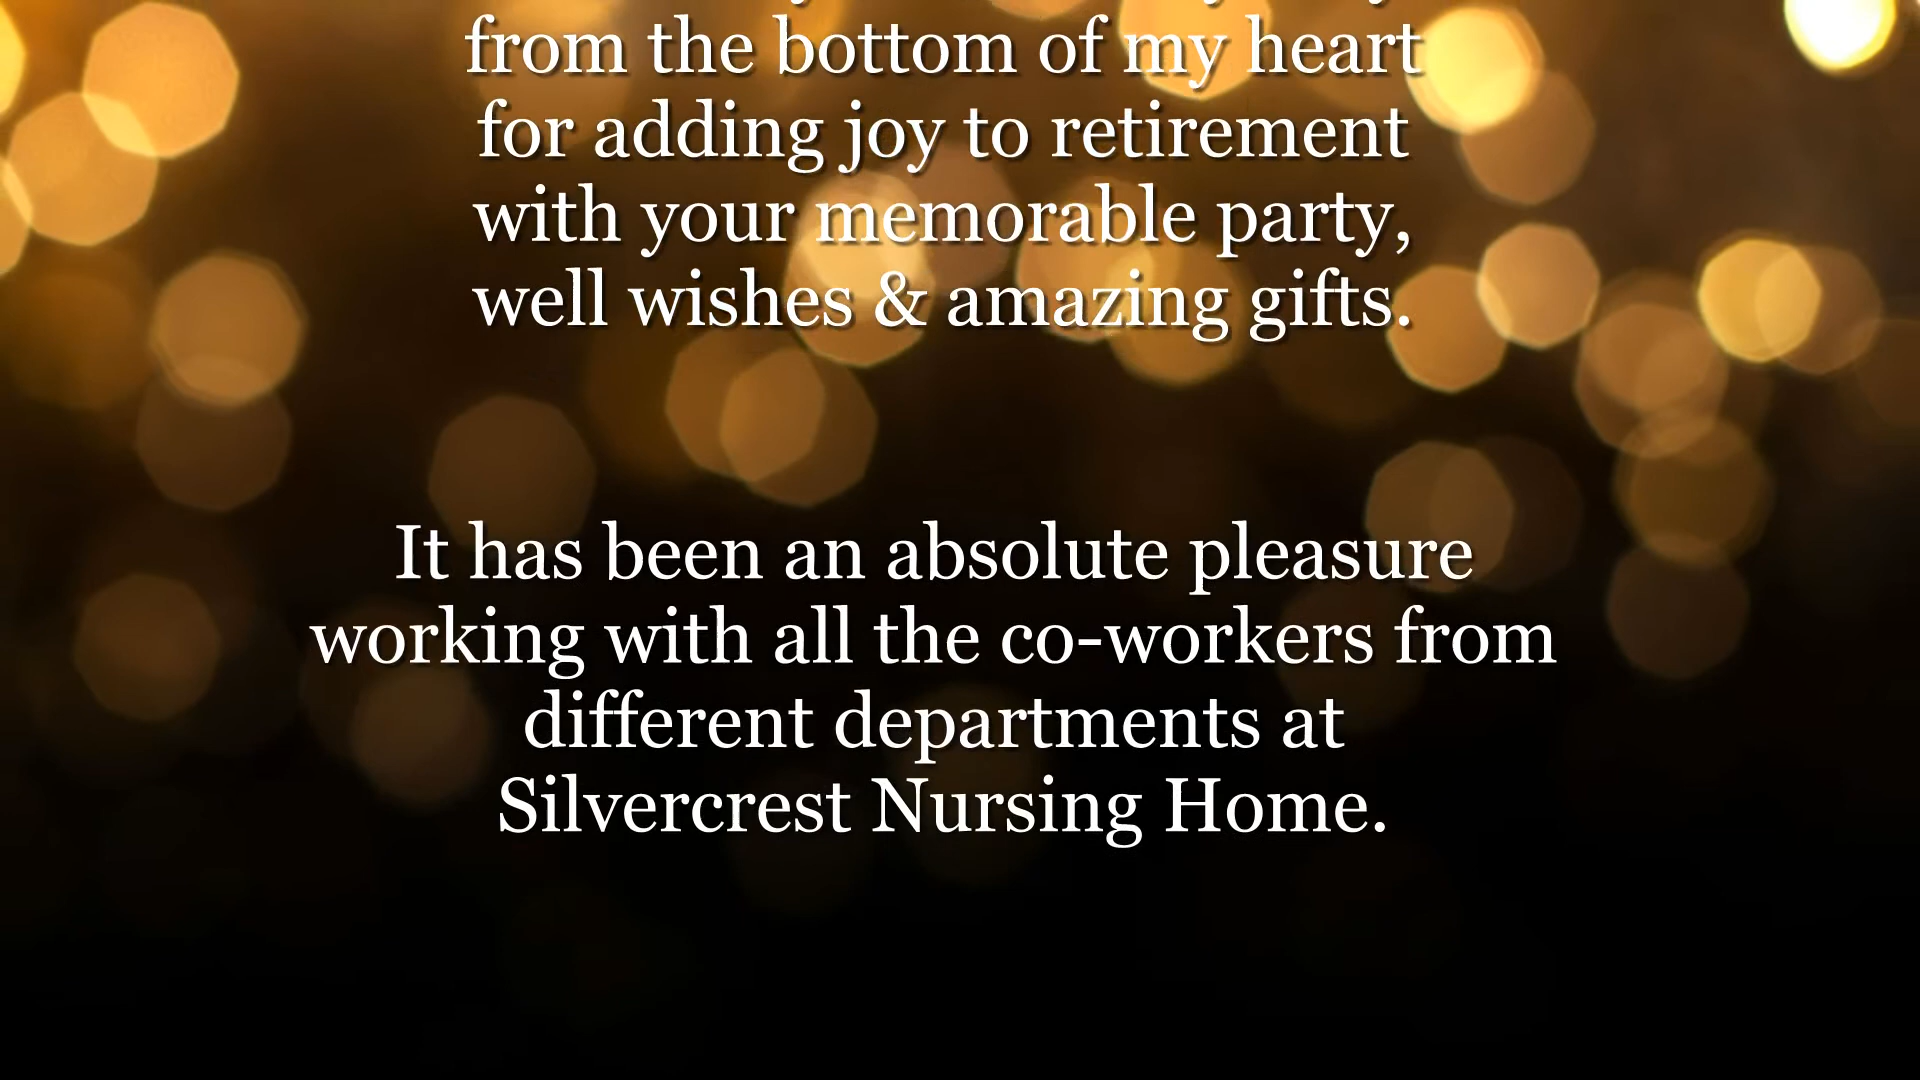 from the bottom of my heart
for adding joy to retirement
with your memorable party,
well wishes & amazing gifts.
It has been an absolute pleasure
working with all the co-workers from
different departments at
Silvercrest Nursing Home.